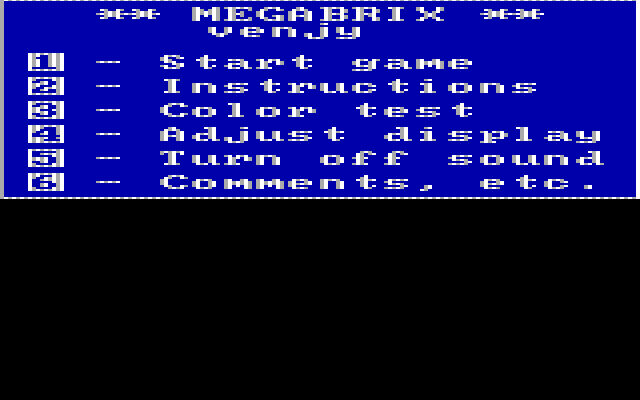 ** MEGABRIX **
venjy
1 - Start game
2 - Instructions
3 - Color test
4 - Adjust display
5 - Turn off sound
6 - Comments, etc.